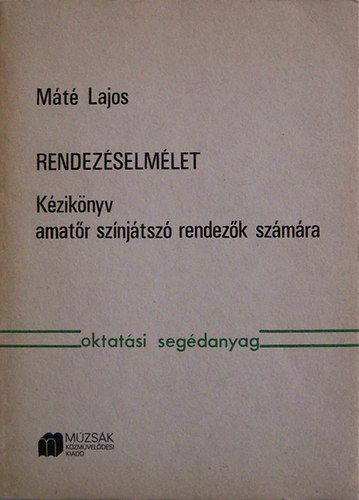 Máté Lajos
RENDEZÉSELMÉLET
Kézikönyv
amatőr színjátszó rendezők számára
oktatási segédanyag
MÚZSÁK
KÖZMŰVELŐDÉSI
KIADÓ